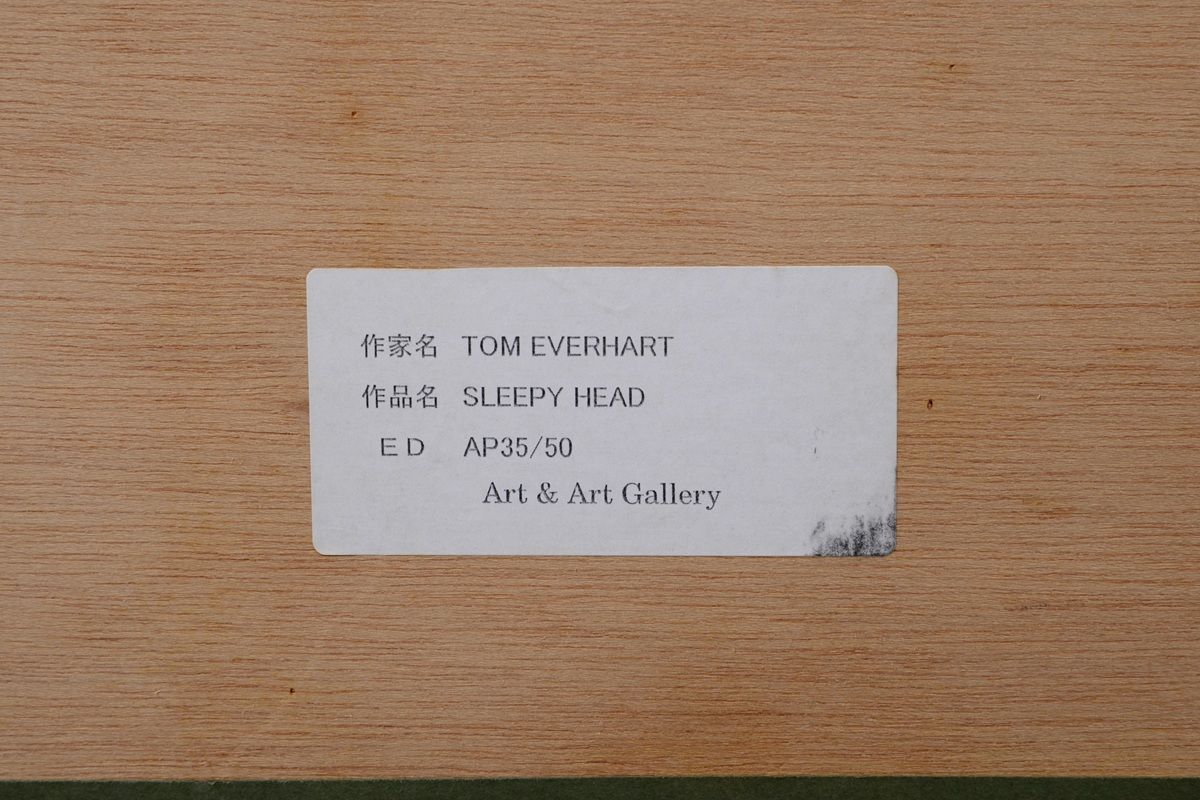 作家名 TOM EVERHART
作品名 SLEEPY HEAD
ED AP35/50
Art & Art Gallery